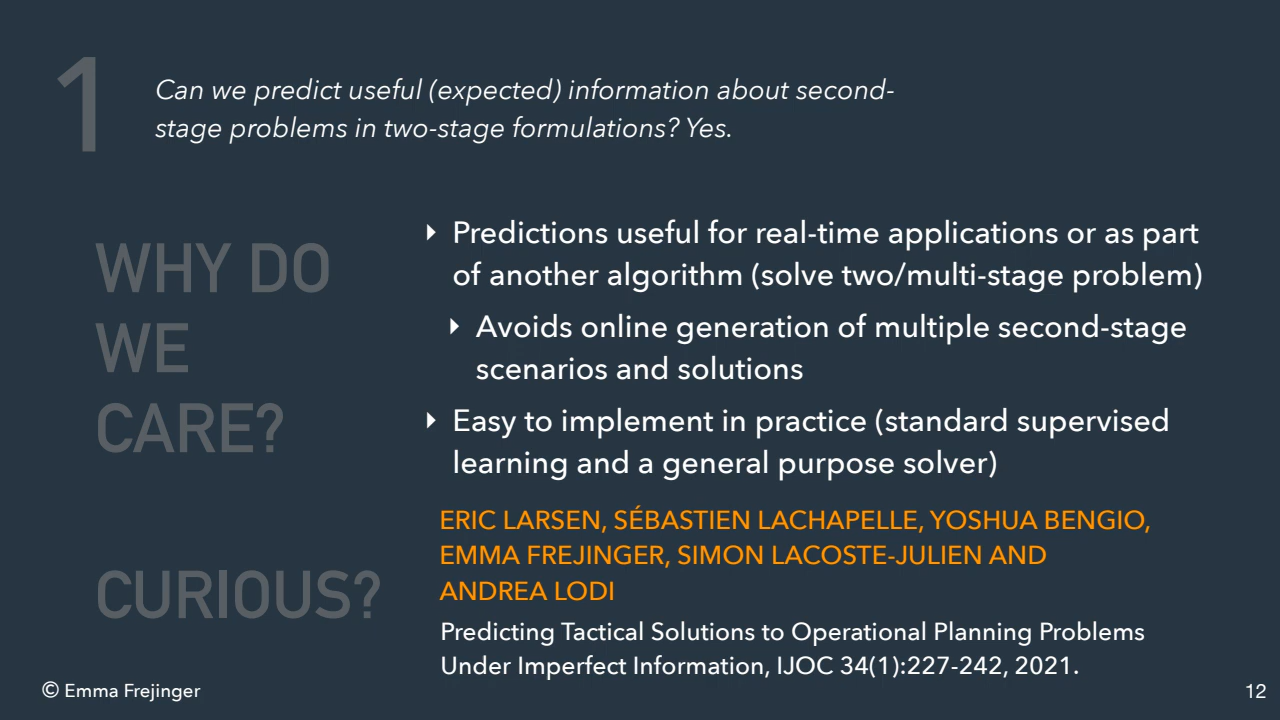 1
Can we predict useful (expected) information about second-
stage problems in two-stage formulations? Yes.
WHY DO
WE
CARE?
‣ Predictions useful for real-time applications or as part
of another algorithm (solve two/multi-stage problem)
‣ Avoids online generation of multiple second-stage
scenarios and solutions
‣ Easy to implement in practice (standard supervised
learning and a general purpose solver)
CURIOUS?
ERIC LARSEN, SÉBASTIEN LACHAPELLE, YOSHUA BENGIO,
EMMA FREJINGER, SIMON LACOSTE-JULIEN AND
ANDREA LODI
Predicting Tactical Solutions to Operational Planning Problems
Under Imperfect Information, IJOC 34(1):227-242, 2021.
© Emma Frejinger
12